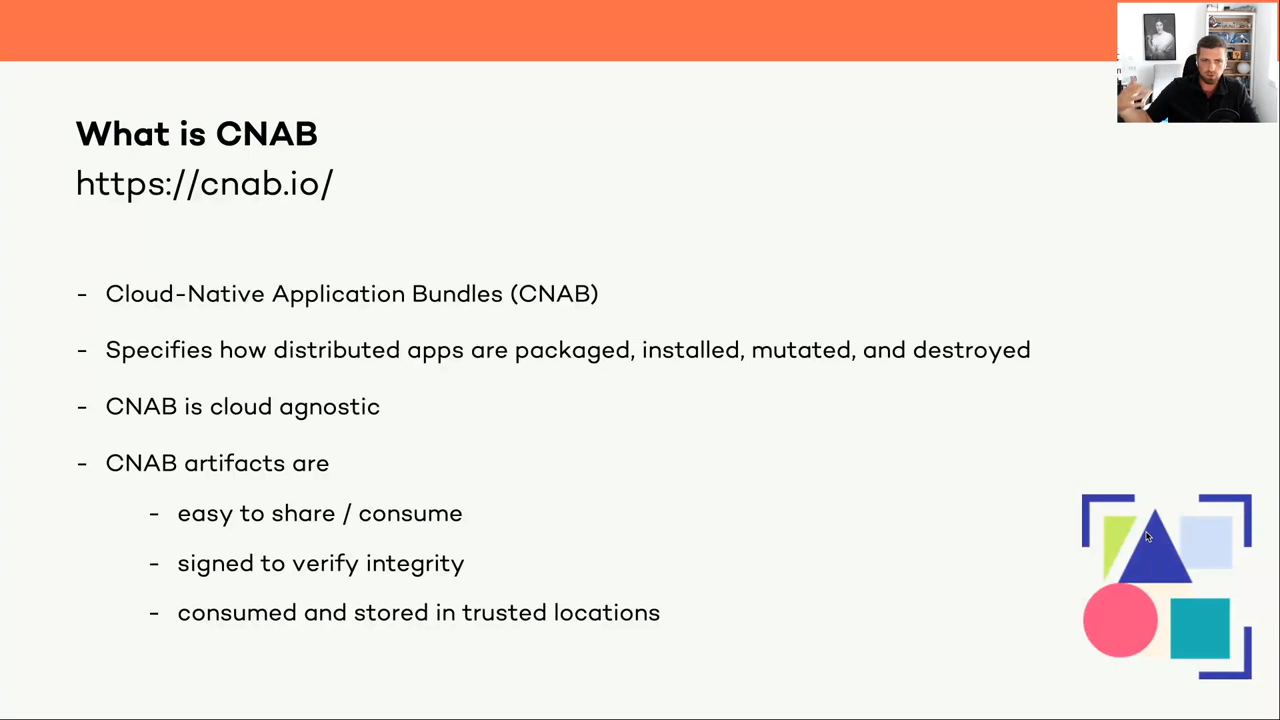 What is CNAB
https://cnab.io/
- Cloud-Native Application Bundles (CNAB)
- Specifies how distributed apps are packaged, installed, mutated, and destroyed
- CNAB is cloud agnostic
- CNAB artifacts are
- easy to share / consume
- signed to verify integrity
- consumed and stored in trusted locations